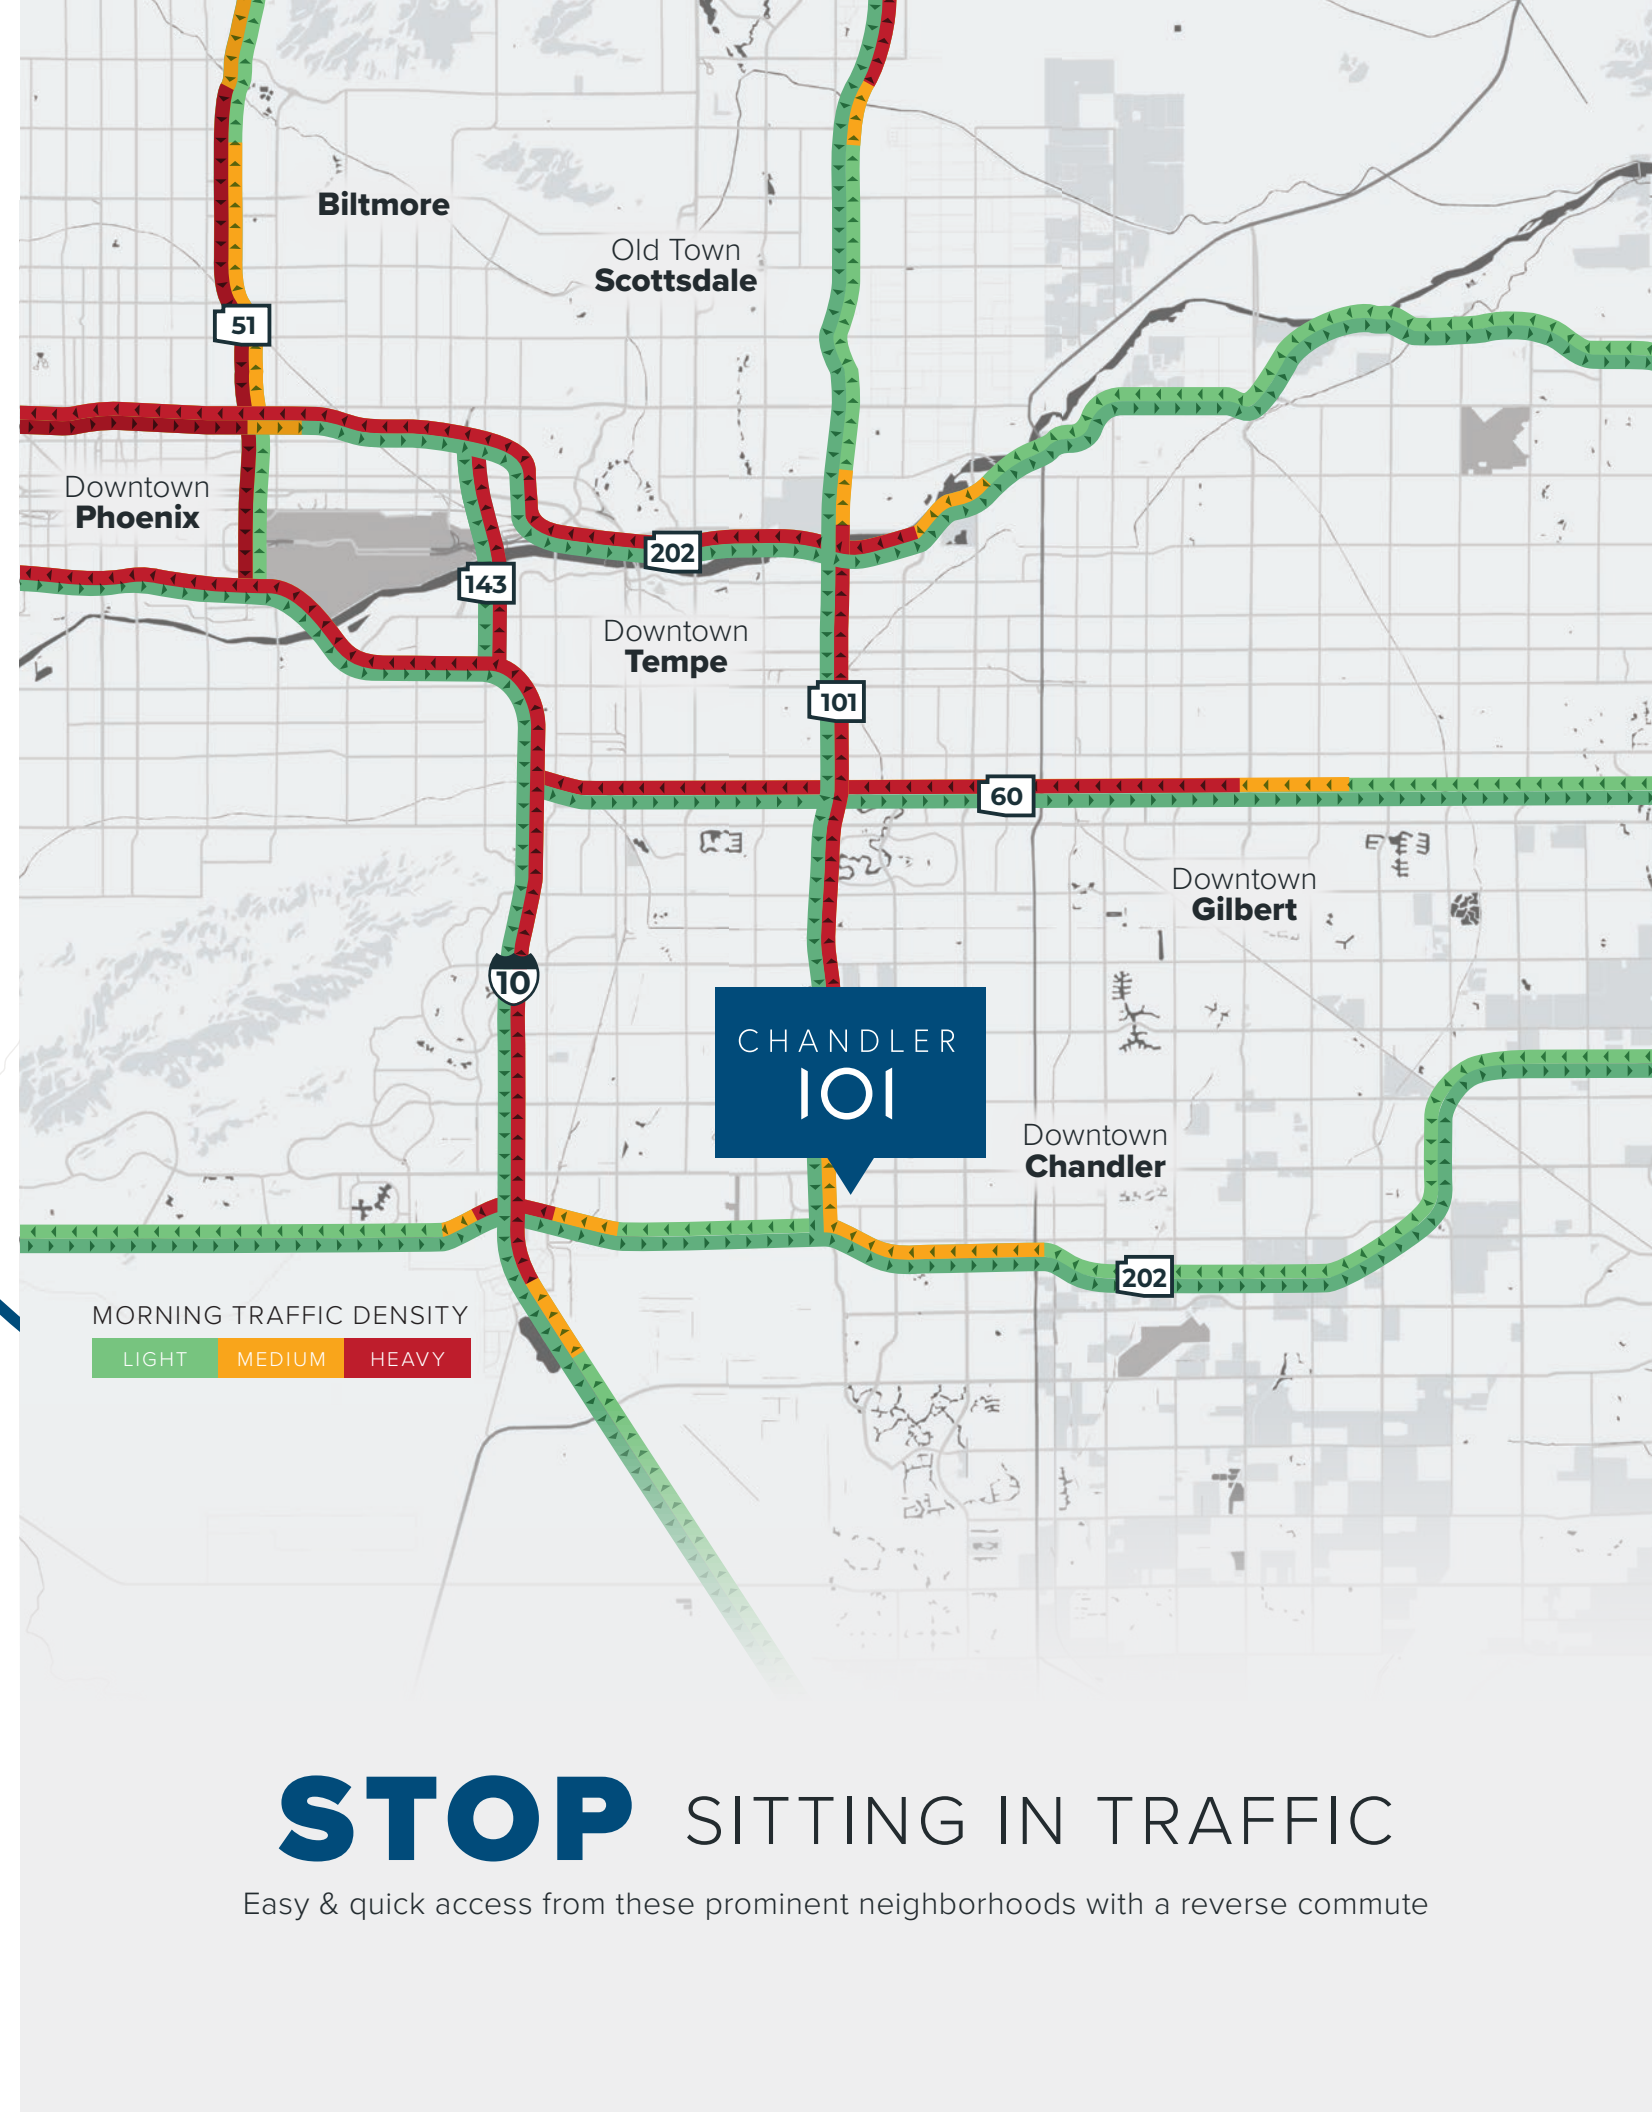 Biltmore
Old Town
Scottsdale
51
Downtown
Phoenix
202
143
Downtown
Tempe
101
60
Downtown
Gilbert
10
CHANDLER
101
Downtown
Chandler
202
MORNING TRAFFIC DENSITY
LIGHT MEDIUM HEAVY
STOP SITTING IN TRAFFIC
Easy & quick access from these prominent neighborhoods with a reverse commute